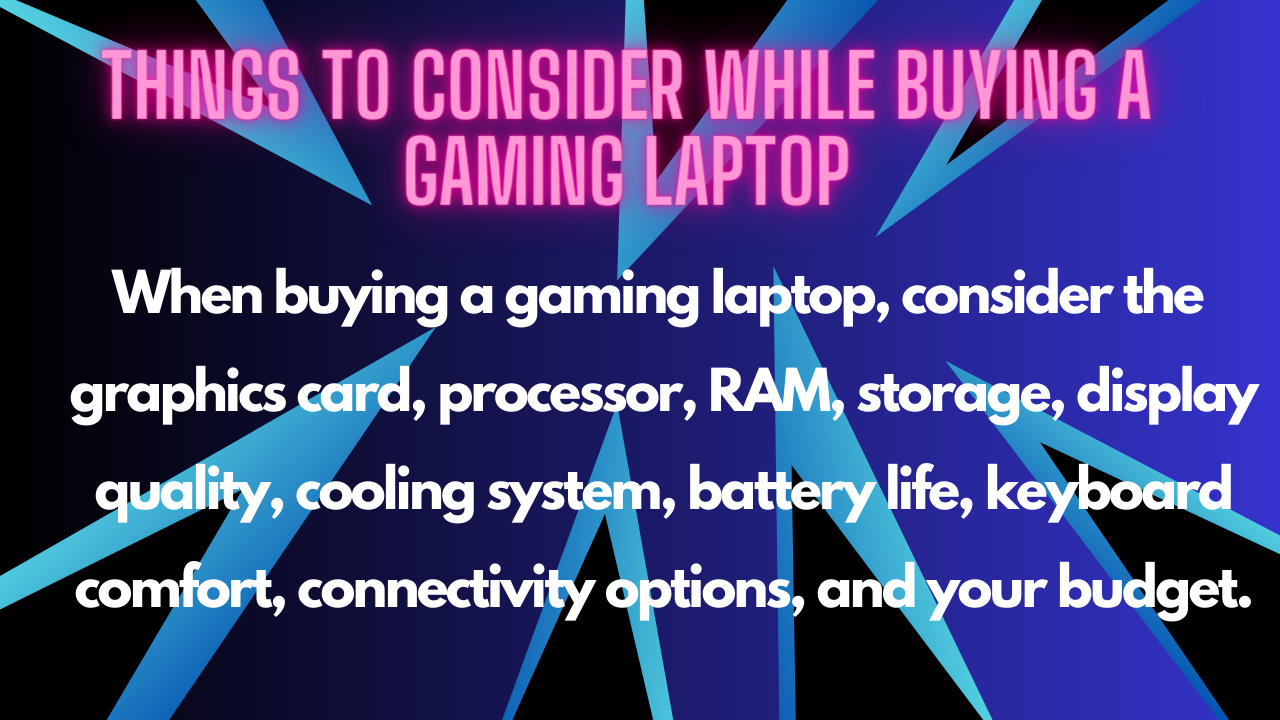 THINGS TO CONSIDER WHILE BUYING A
GAMING LAPTOP
When buying a gaming laptop, consider the
graphics card, processor, RAM, storage, display
quality, cooling system, battery life, keyboard
comfort, connectivity options, and your budget.